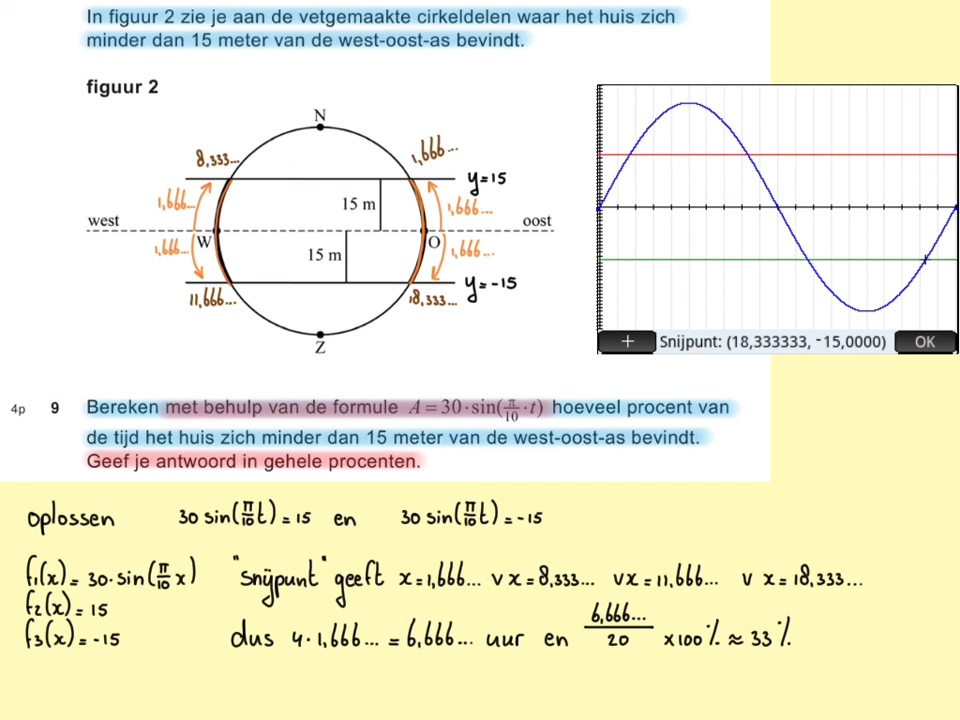 In figuur 2 zie je aan de vetgemaakte cirkeldelen waar het huis zich
minder dan 15 meter van de west-oost-as bevindt.
figuur 2
N
8,333...
1,666...
y=15
1,666...
15 m
1,666...
west
oost
W
O
1,666...
15 m
1,666...
11,666...
18,333...
y=-15
Z
+
Snijpunt: (18,333333, -15,0000)
OK
4p 9 Bereken met behulp van de formule A = 30 · sin(π/10 · t) hoeveel procent van
de tijd het huis zich minder dan 15 meter van de west-oost-as bevindt.
Geef je antwoord in gehele procenten.
oplossen 30 sin(π/10 t) = 15 en 30 sin(π/10 t) = -15
f1(x) = 30·sin(π/10 x) "snijpunt" geeft x = 1,666... v x = 8,333... v x = 11,666... v x = 18,333...
f2(x) = 15
f3(x) = -15 dus 4 · 1,666... = 6,666... uur en 6,666.../20 x100% ≈ 33%